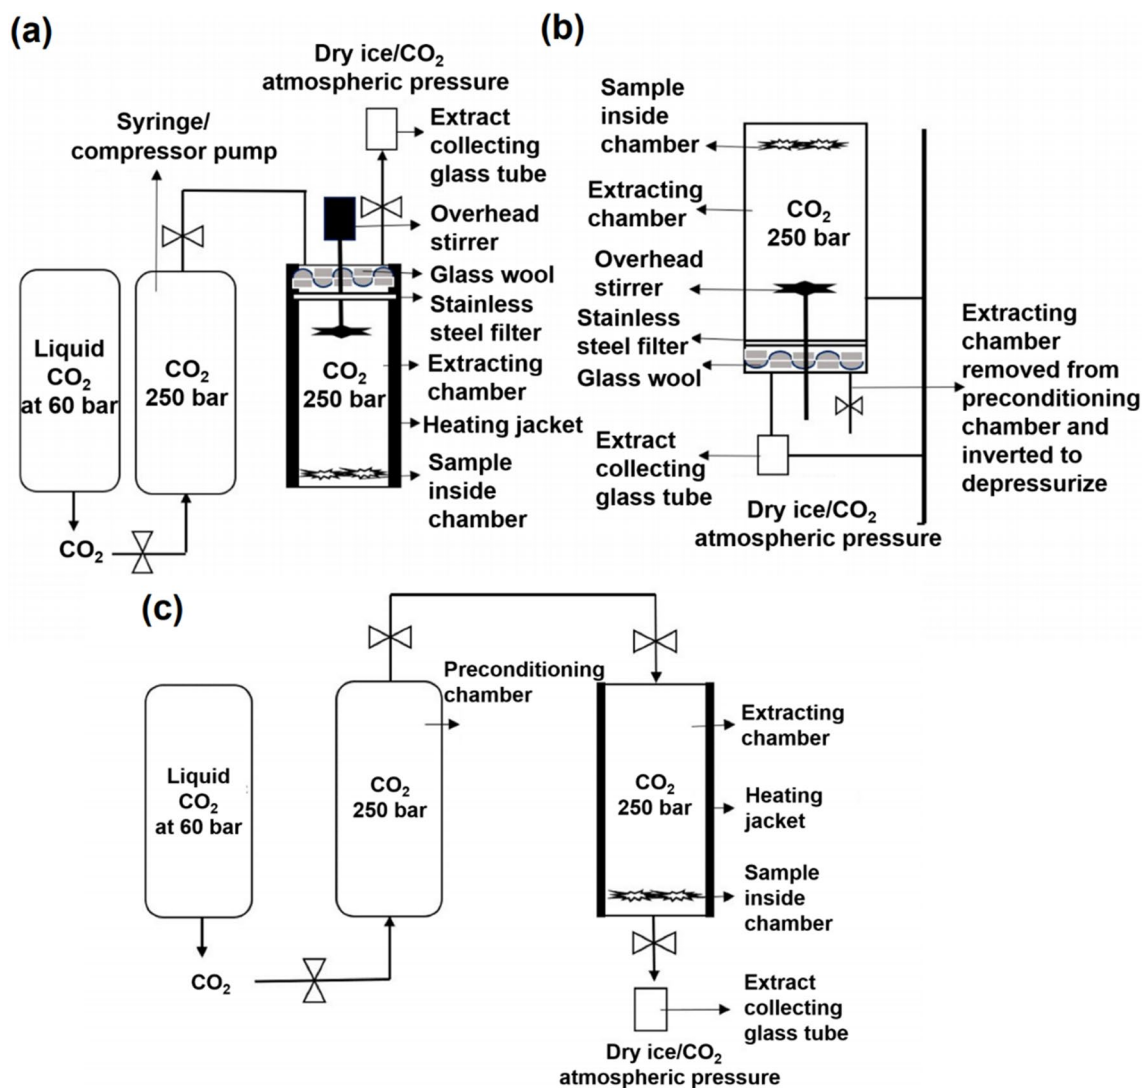 (a)
Dry ice/CO₂
atmospheric pressure
Syringe/
compressor pump
Extract
collecting
glass tube
Overhead
stirrer
Glass wool
Stainless
steel filter
Extracting
chamber
Heating jacket
Sample
inside
chamber
Liquid
CO₂
at 60 bar
CO₂
250 bar
CO₂
250 bar
CO₂
(b)
Sample
inside
chamber
Extracting
chamber
CO₂
250 bar
Overhead
stirrer
Stainless
steel filter
Glass wool
Extract
collecting
glass tube
Extracting
chamber
removed from
preconditioning
chamber and
inverted to
depressurize
Dry ice/CO₂
atmospheric pressure
(c)
Preconditioning
chamber
Liquid
CO₂
at 60 bar
CO₂
250 bar
CO₂
250 bar
Extracting
chamber
Heating
jacket
Sample
inside
chamber
CO₂
Extract
collecting
glass tube
Dry ice/CO₂
atmospheric pressure